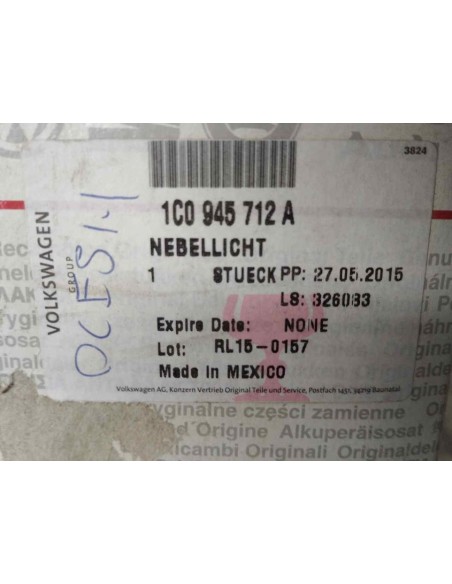 3824
VOLKSWAGEN
GROUP
1C0 945 712 A
NEBELLICHT
1 STUECK PP: 27.05.2015
LS: 326083
Expire Date: NONE
Lot: RL15-0157
Made in MEXICO
Volkswagen AG, Konzern Vertrieb Original Teile und Service, Postfach 1451, 34219 Baunatal
części zamienne
Origine Alkuperäisosat
Ricambi Originali Originaldele